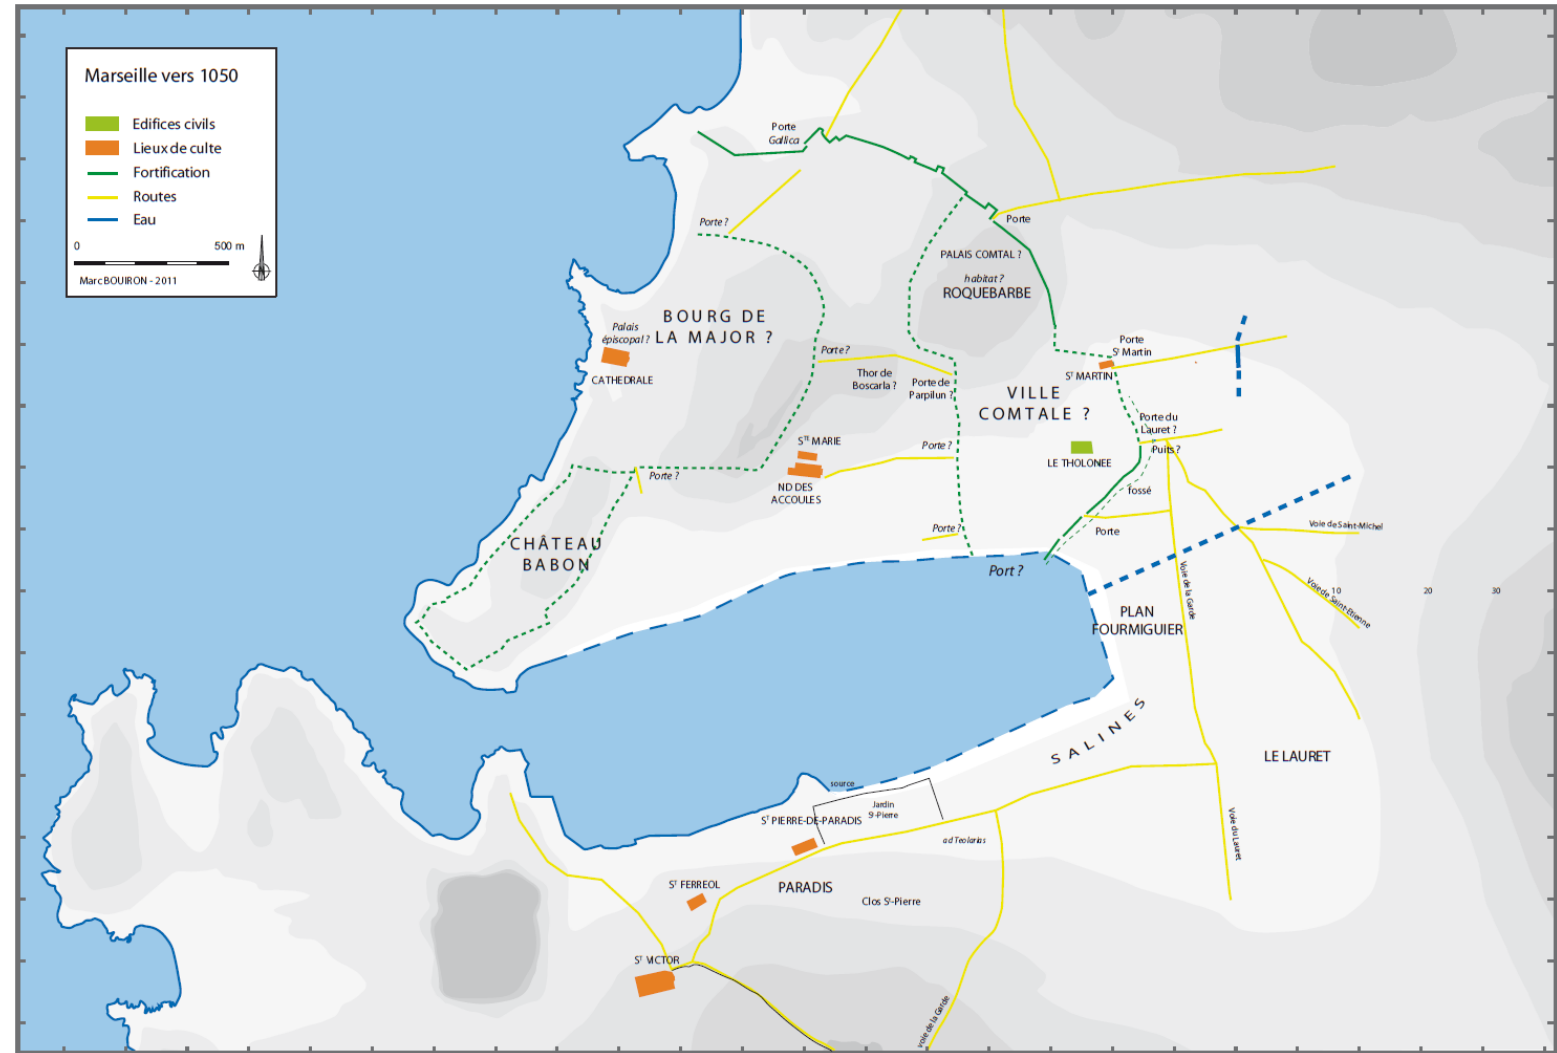 Marseille vers 1050
Edifices civils
Lieux de culte
Fortification
Routes
Eau
0 500 m
Marc BOUIRON - 2011
Porte
Gallica
Porte ?
Porte
PALAIS COMTAL ?
habitat ?
ROQUEBARBE
BOURG DE
LA MAJOR ?
Palais
épiscopal ?
CATHEDRALE
Porte ?
Thor de
Boscarla ?
Porte de
Parpilun ?
Porte
St Martin
ST MARTIN
VILLE
COMTALE ?
Porte du
Lauret ?
Puits ?
STE MARIE
Porte ?
LE THOLONEE
ND DES
ACCOULES
Porte ?
fossé
Porte ?
Porte
Voie de Saint-Michel
CHÂTEAU
BABON
Port ?
Voie de la Garde
Voie de Saint-Etienne
10 20 30
PLAN
FOURMIGUIER
SALINES
LE LAURET
source
Jardin
St-Pierre
ST PIERRE-DE-PARADIS
ad Teolarias
Voie du Lauret
ST FERREOL
PARADIS
Clos St-Pierre
ST VICTOR
voie de la Garde